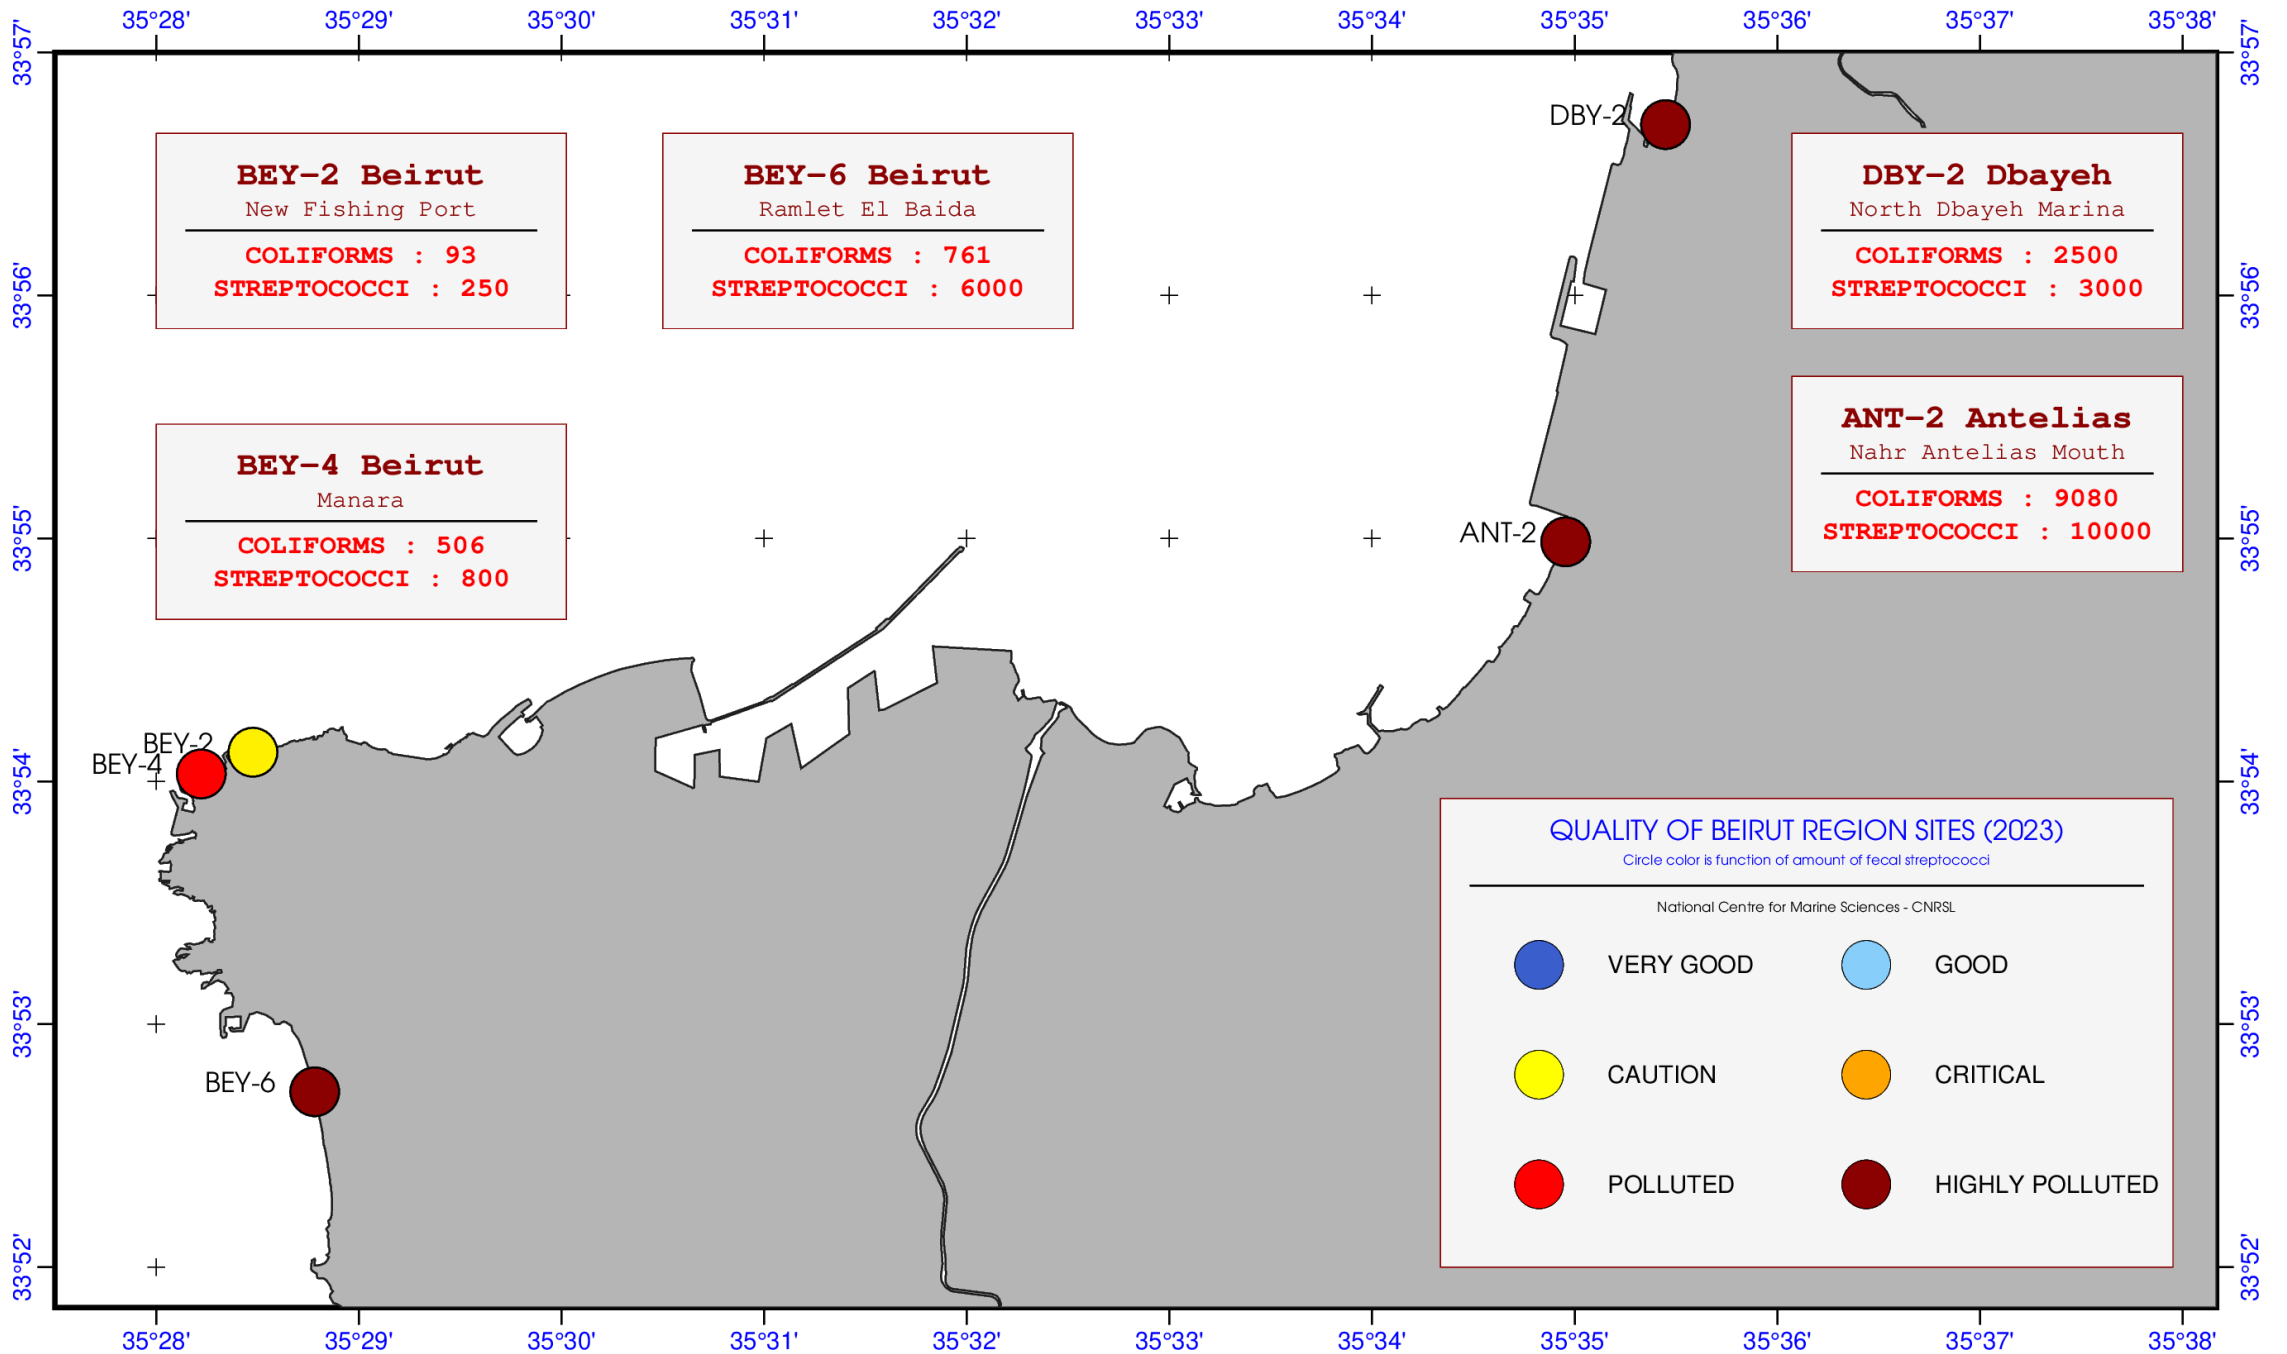 35°28' 35°29' 35°30' 35°31' 35°32' 35°33' 35°34' 35°35' 35°36' 35°37' 35°38'
33°57' 33°57'
DBY-2
BEY-2 Beirut
New Fishing Port
COLIFORMS : 93
STREPTOCOCCI : 250
BEY-6 Beirut
Ramlet El Baida
COLIFORMS : 761
STREPTOCOCCI : 6000
DBY-2 Dbayeh
North Dbayeh Marina
COLIFORMS : 2500
STREPTOCOCCI : 3000
33°56' 33°56'
BEY-4 Beirut
Manara
COLIFORMS : 506
STREPTOCOCCI : 800
ANT-2 Antelias
Nahr Antelias Mouth
COLIFORMS : 9080
STREPTOCOCCI : 10000
ANT-2
33°55' 33°55'
BEY-2
BEY-4
33°54' 33°54'
QUALITY OF BEIRUT REGION SITES (2023)
Circle color is function of amount of fecal streptococci
National Centre for Marine Sciences - CNRSL
VERY GOOD GOOD
CAUTION CRITICAL
POLLUTED HIGHLY POLLUTED
33°53' 33°53'
BEY-6
33°52' 33°52'
35°28' 35°29' 35°30' 35°31' 35°32' 35°33' 35°34' 35°35' 35°36' 35°37' 35°38'